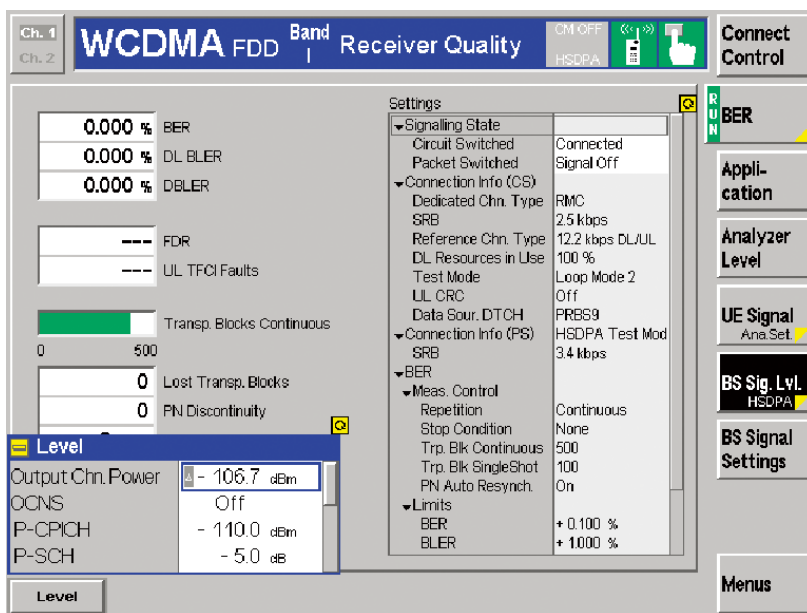 Ch. 1
Ch. 2
WCDMA FDD Band I Receiver Quality
CM OFF
HSDPA
Connect Control
0.000 % BER
0.000 % DL BLER
0.000 % DBLER
--- FDR
--- UL TFCI Faults
Transp. Blocks Continuous
0 500
0 Lost Transp. Blocks
0 PN Discontinuity
Settings
Signalling State
Circuit Switched Connected
Packet Switched Signal Off
Connection Info (CS)
Dedicated Chn. Type RMC
SRB 2.5 kbps
Reference Chn. Type 12.2 kbps DL/UL
DL Resources in Use 100 %
Test Mode Loop Mode 2
UL CRC Off
Data Sour. DTCH PRBS9
Connection Info (PS) HSDPA Test Mod
SRB 3.4 kbps
BER
Meas. Control
Repetition Continuous
Stop Condition None
Trp. Blk Continuous 500
Trp. Blk SingleShot 100
PN Auto Resynch. On
Limits
BER + 0.100 %
BLER + 1.000 %
Level
Output Chn. Power - 106.7 dBm
OCNS Off
P-CPICH - 110.0 dBm
P-SCH - 5.0 dB
Level
RUN
BER
Appli-
cation
Analyzer
Level
UE Signal
Ana.Set.
BS Sig. Lvl.
HSDPA
BS Signal
Settings
Menus